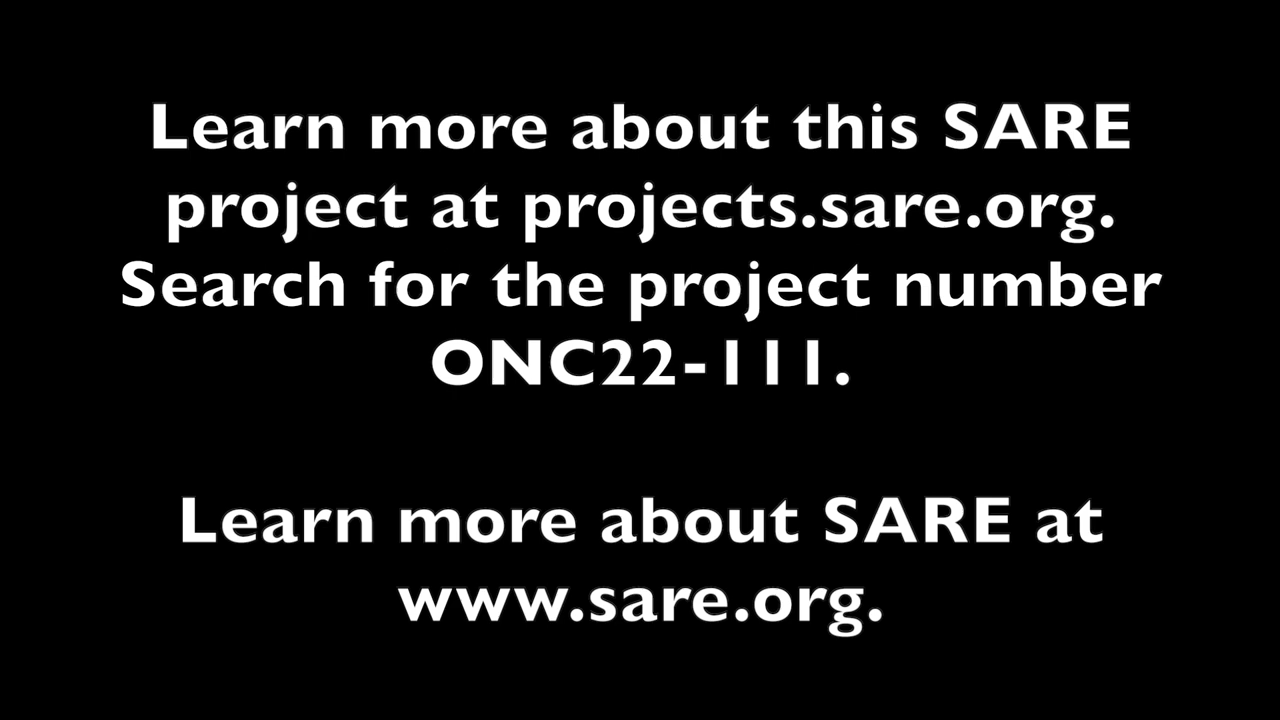 Learn more about this SARE
project at projects.sare.org.
Search for the project number
ONC22-111.
Learn more about SARE at
www.sare.org.